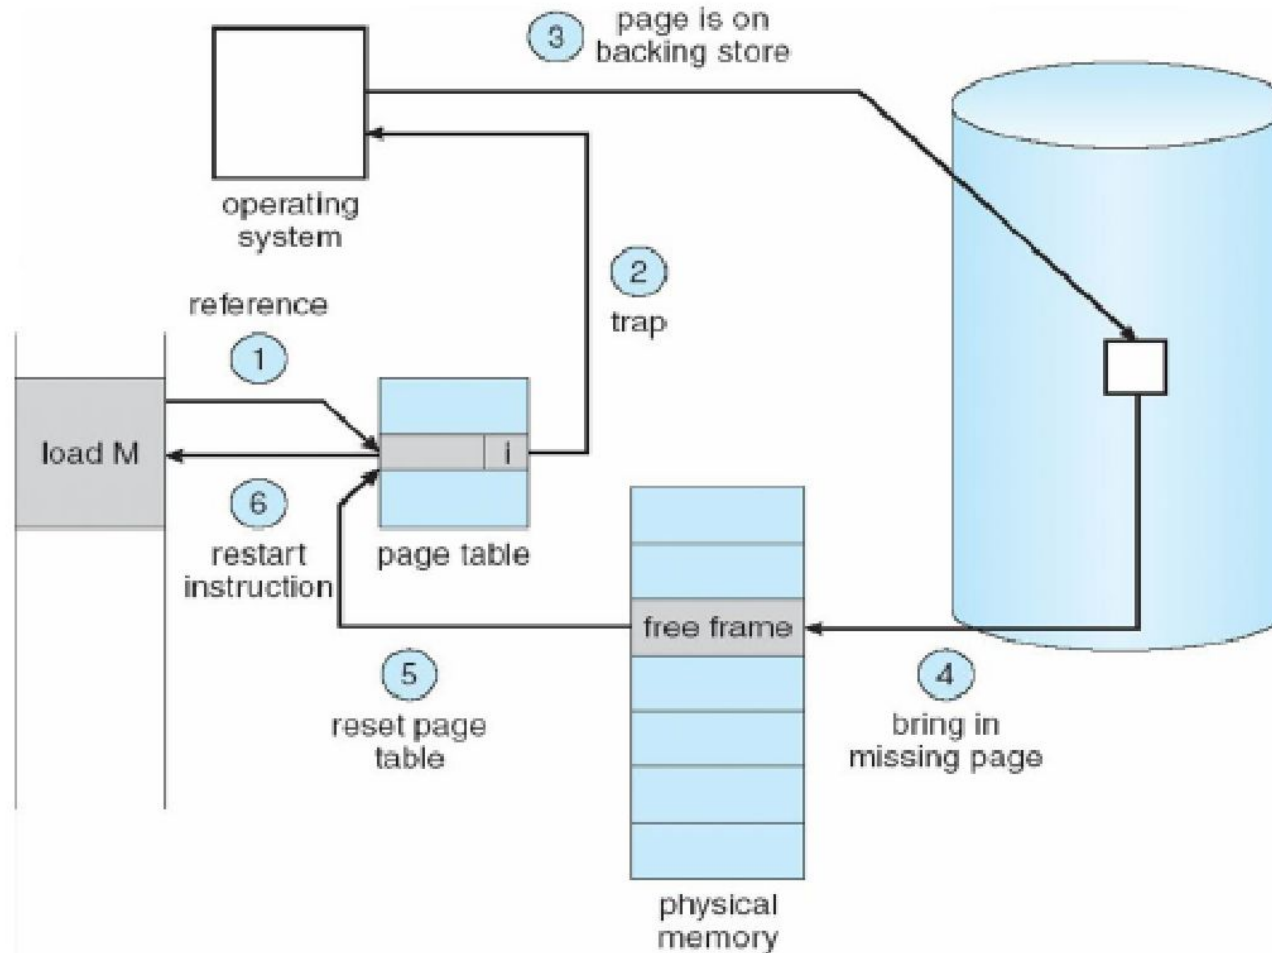 3
page is on
backing store
operating
system
2
trap
reference
1
load M
i
6
restart
instruction
page table
free frame
5
reset page
table
4
bring in
missing page
physical
memory